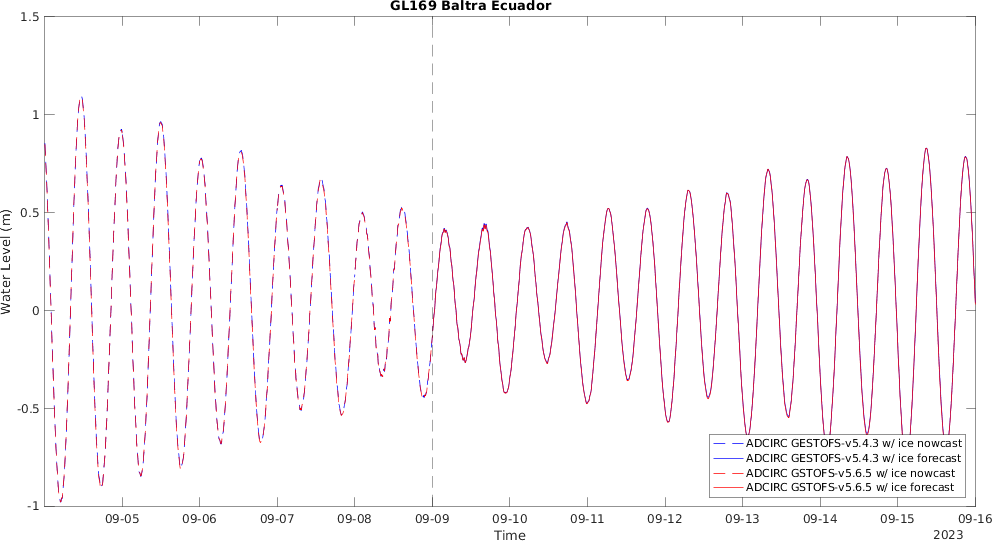 GL169 Baltra Ecuador
1.5
1
0.5
0
-0.5
-1
Water Level (m)
ADCIRC GESTOFS-v5.4.3 w/ ice nowcast
ADCIRC GESTOFS-v5.4.3 w/ ice forecast
ADCIRC GSTOFS-v5.6.5 w/ ice nowcast
ADCIRC GSTOFS-v5.6.5 w/ ice forecast
09-05 09-06 09-07 09-08 09-09 09-10 09-11 09-12 09-13 09-14 09-15 09-16
Time
2023